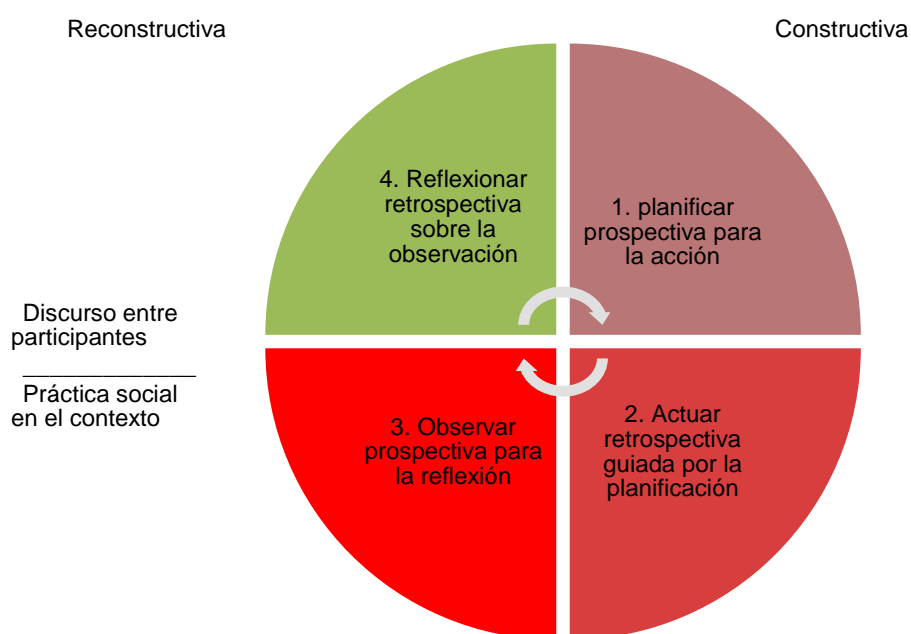 Reconstructiva
Constructiva
4. Reflexionar
retrospectiva
sobre la
observación
1. planificar
prospectiva para
la acción
Discurso entre
participantes
______________
Práctica social
en el contexto
3. Observar
prospectiva para
la reflexión
2. Actuar
retrospectiva
guiada por la
planificación